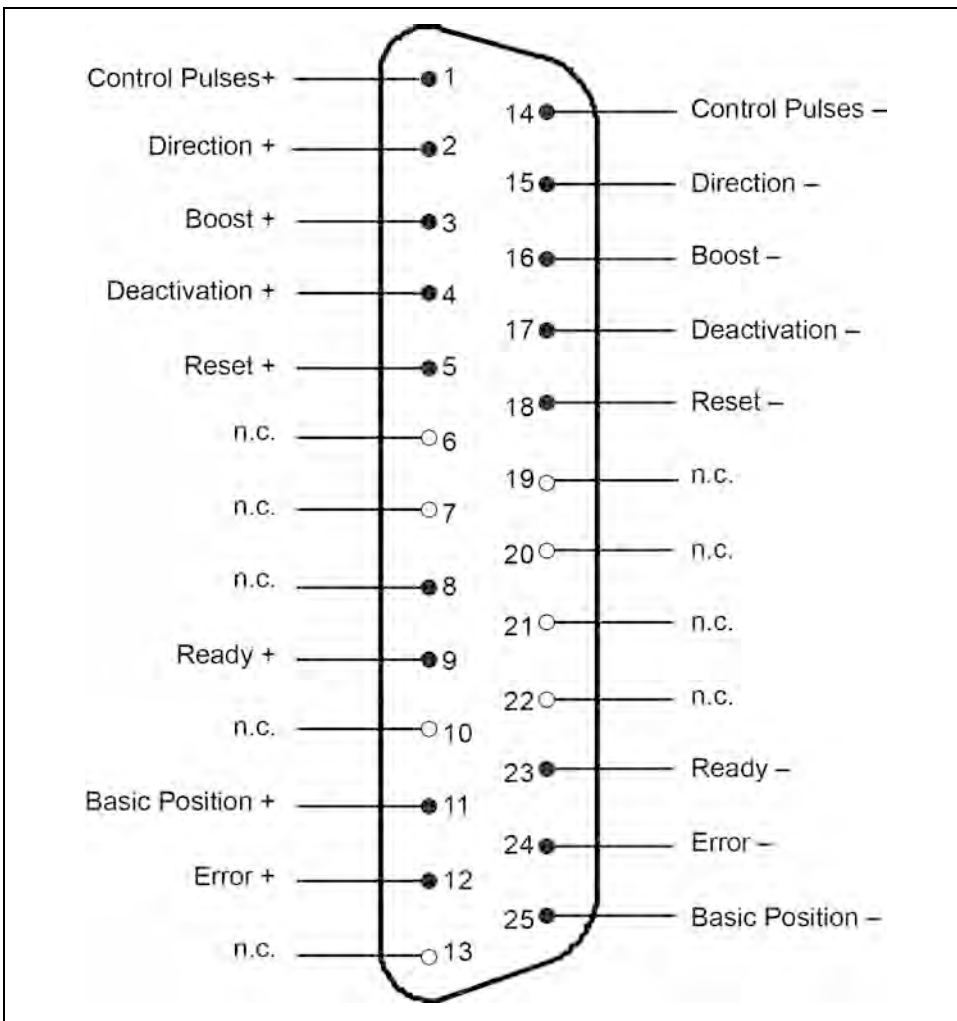 Control Pulses+ 1
14 Control Pulses –
Direction + 2
15 Direction –
Boost + 3
16 Boost –
Deactivation + 4
17 Deactivation –
Reset + 5
18 Reset –
n.c. 6
19 n.c.
n.c. 7
20 n.c.
n.c. 8
21 n.c.
Ready + 9
22 n.c.
n.c. 10
23 Ready –
Basic Position + 11
24 Error –
Error + 12
25 Basic Position –
n.c. 13